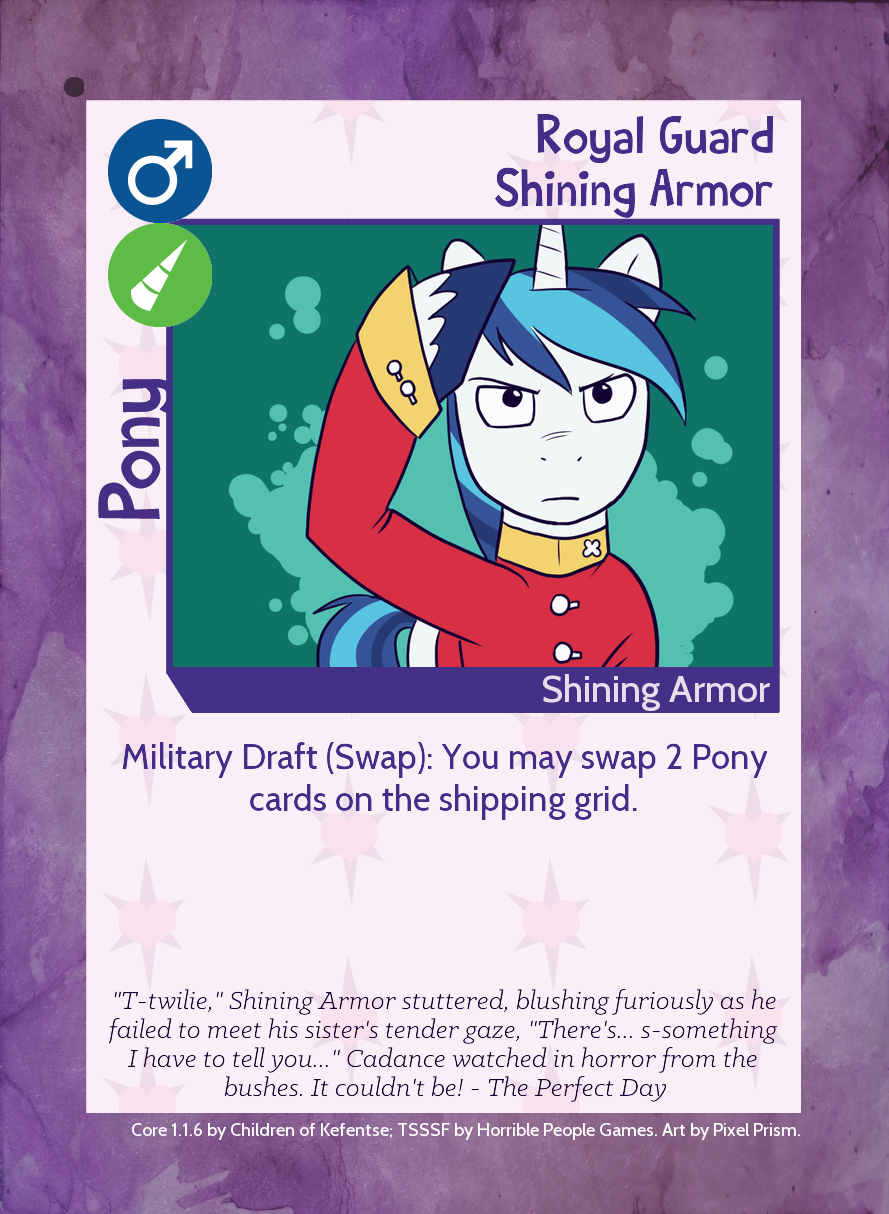 Royal Guard
Shining Armor
Pony
Shining Armor
Military Draft (Swap): You may swap 2 Pony
cards on the shipping grid.
"T-twilie," Shining Armor stuttered, blushing furiously as he
failed to meet his sister's tender gaze, "There's... s-something
I have to tell you..." Cadance watched in horror from the
bushes. It couldn't be! - The Perfect Day
Core 1.1.6 by Children of Kefentse; TSSSF by Horrible People Games. Art by Pixel Prism.